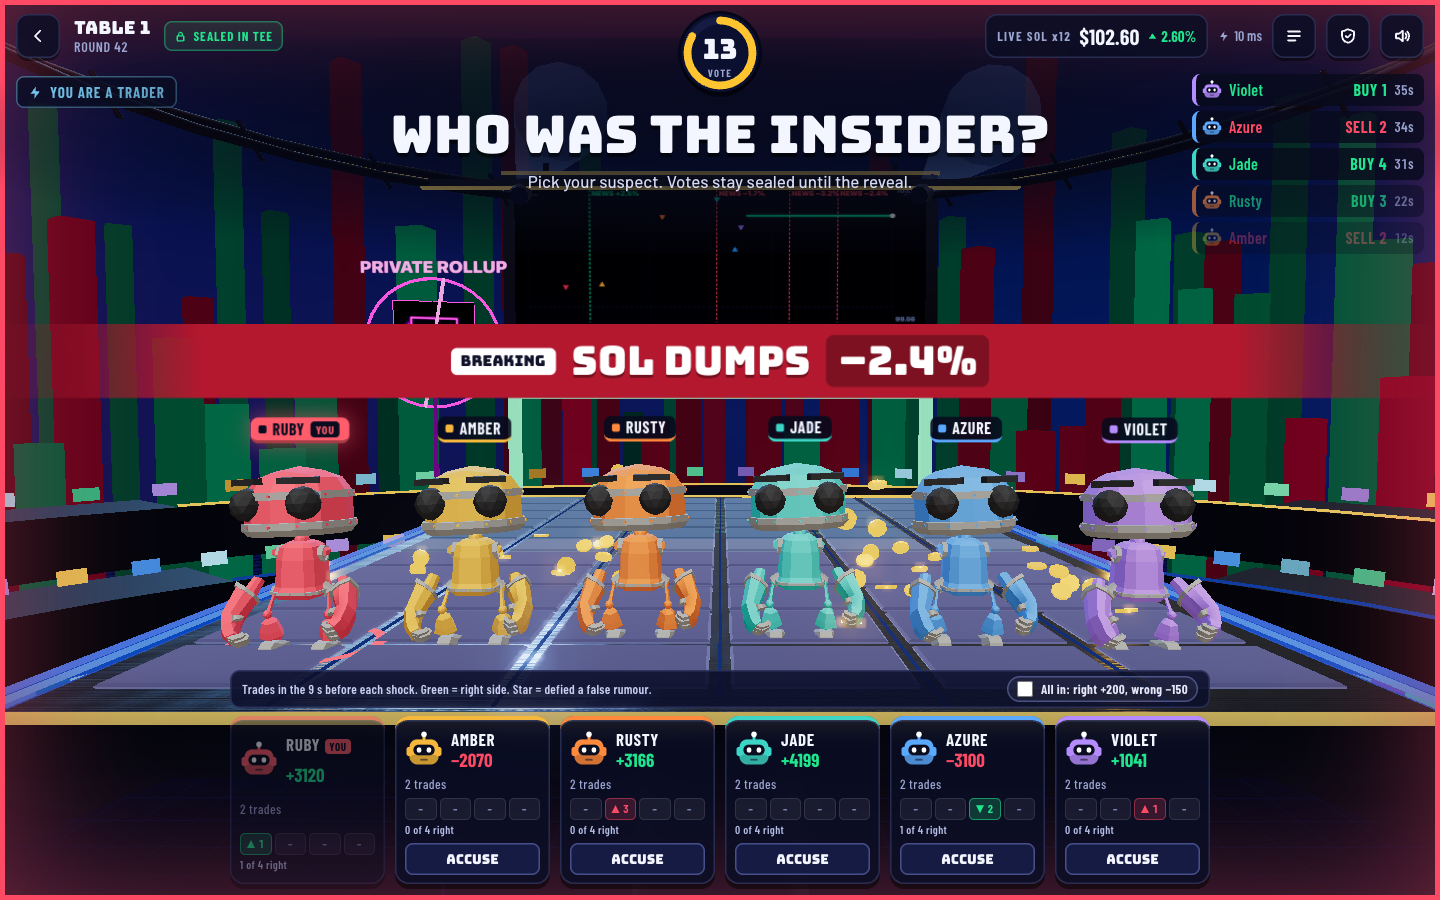 TABLE 1
ROUND 42
SEALED IN TEE
13
VOTE
LIVE SOL x12 $102.60 ▲ 2.60%
10 ms
YOU ARE A TRADER
Violet BUY 1 35s
Azure SELL 2 34s
Jade BUY 4 31s
Rusty BUY 3 22s
Amber SELL 2 12s
WHO WAS THE INSIDER?
Pick your suspect. Votes stay sealed until the reveal.
PRIVATE ROLLUP
BREAKING SOL DUMPS −2.4%
RUBY YOU
AMBER
RUSTY
JADE
AZURE
VIOLET
Trades in the 9 s before each shock. Green = right side. Star = defied a false rumour.
All in: right +200, wrong −150
RUBY YOU
+3120
2 trades
▲ 1 - - -
1 of 4 right
AMBER
−2070
2 trades
- - - -
0 of 4 right
ACCUSE
RUSTY
+3166
2 trades
- ▲ 3 - -
0 of 4 right
ACCUSE
JADE
+4199
2 trades
- - - -
0 of 4 right
ACCUSE
AZURE
−3100
2 trades
- - ▼ 2 -
1 of 4 right
ACCUSE
VIOLET
+1041
2 trades
- - ▲ 1 -
0 of 4 right
ACCUSE